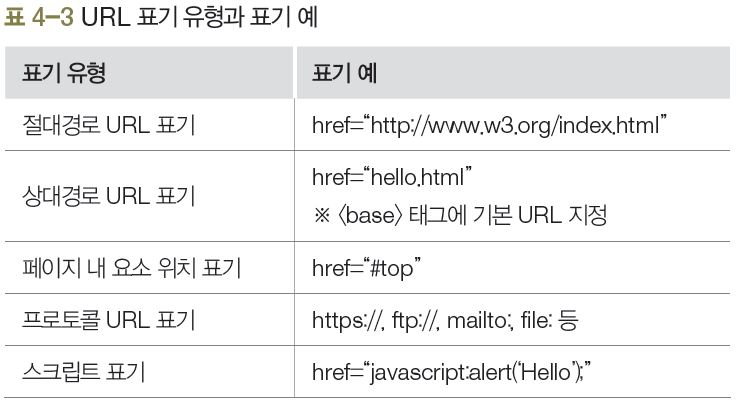 표 4-3 URL 표기 유형과 표기 예
표기 유형 표기 예
절대경로 URL 표기 href=“http://www.w3.org/index.html”
상대경로 URL 표기 href=“hello.html”
※ 〈base〉 태그에 기본 URL 지정
페이지 내 요소 위치 표기 href=“#top”
프로토콜 URL 표기 https://, ftp://, mailto:, file: 등
스크립트 표기 href=“javascript:alert(‘Hello’);”